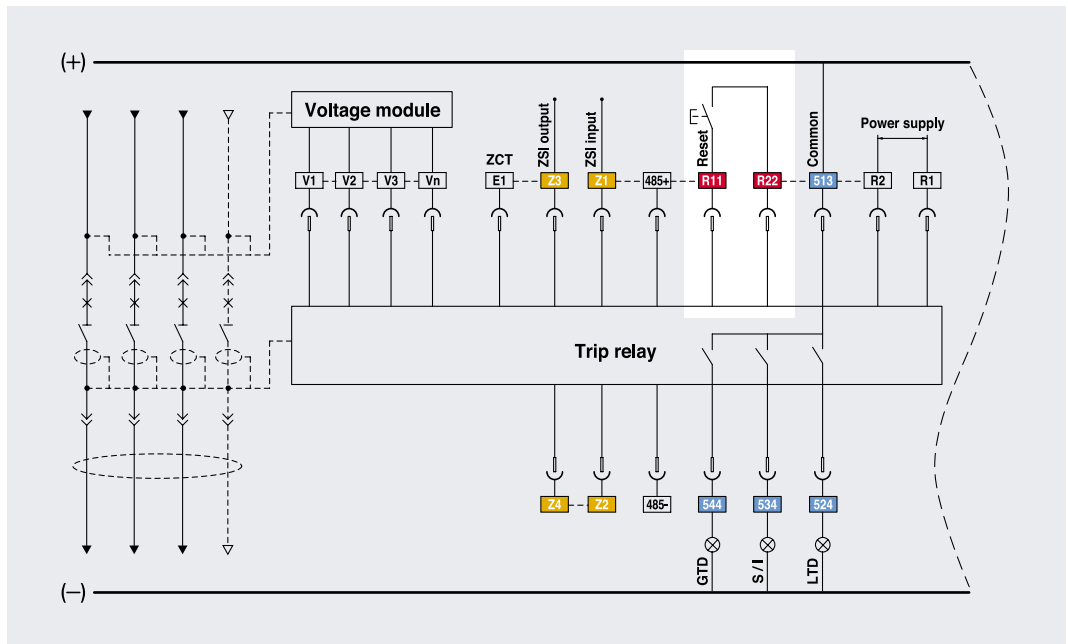 (+)
Voltage module
ZCT
ZSI output
ZSI input
Reset
Common
Power supply
V1 V2 V3 Vn E1 Z3 Z1 485+ R11 R22 513 R2 R1
Trip relay
Z4 Z2 485- 544 534 524
GTD
S / I
LTD
(—)